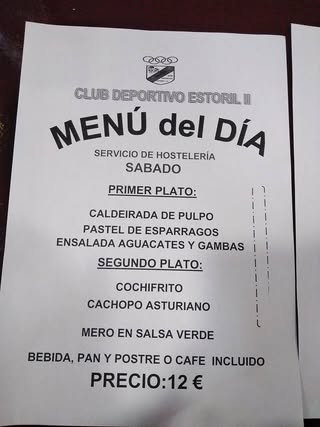 CLUB DEPORTIVO ESTORIL II
MENÚ del DÍA
SERVICIO DE HOSTELERÍA
SABADO
PRIMER PLATO:
CALDEIRADA DE PULPO
PASTEL DE ESPARRAGOS
ENSALADA AGUACATES Y GAMBAS
SEGUNDO PLATO:
COCHIFRITO
CACHOPO ASTURIANO
MERO EN SALSA VERDE
BEBIDA, PAN Y POSTRE O CAFE INCLUIDO
PRECIO:12 €